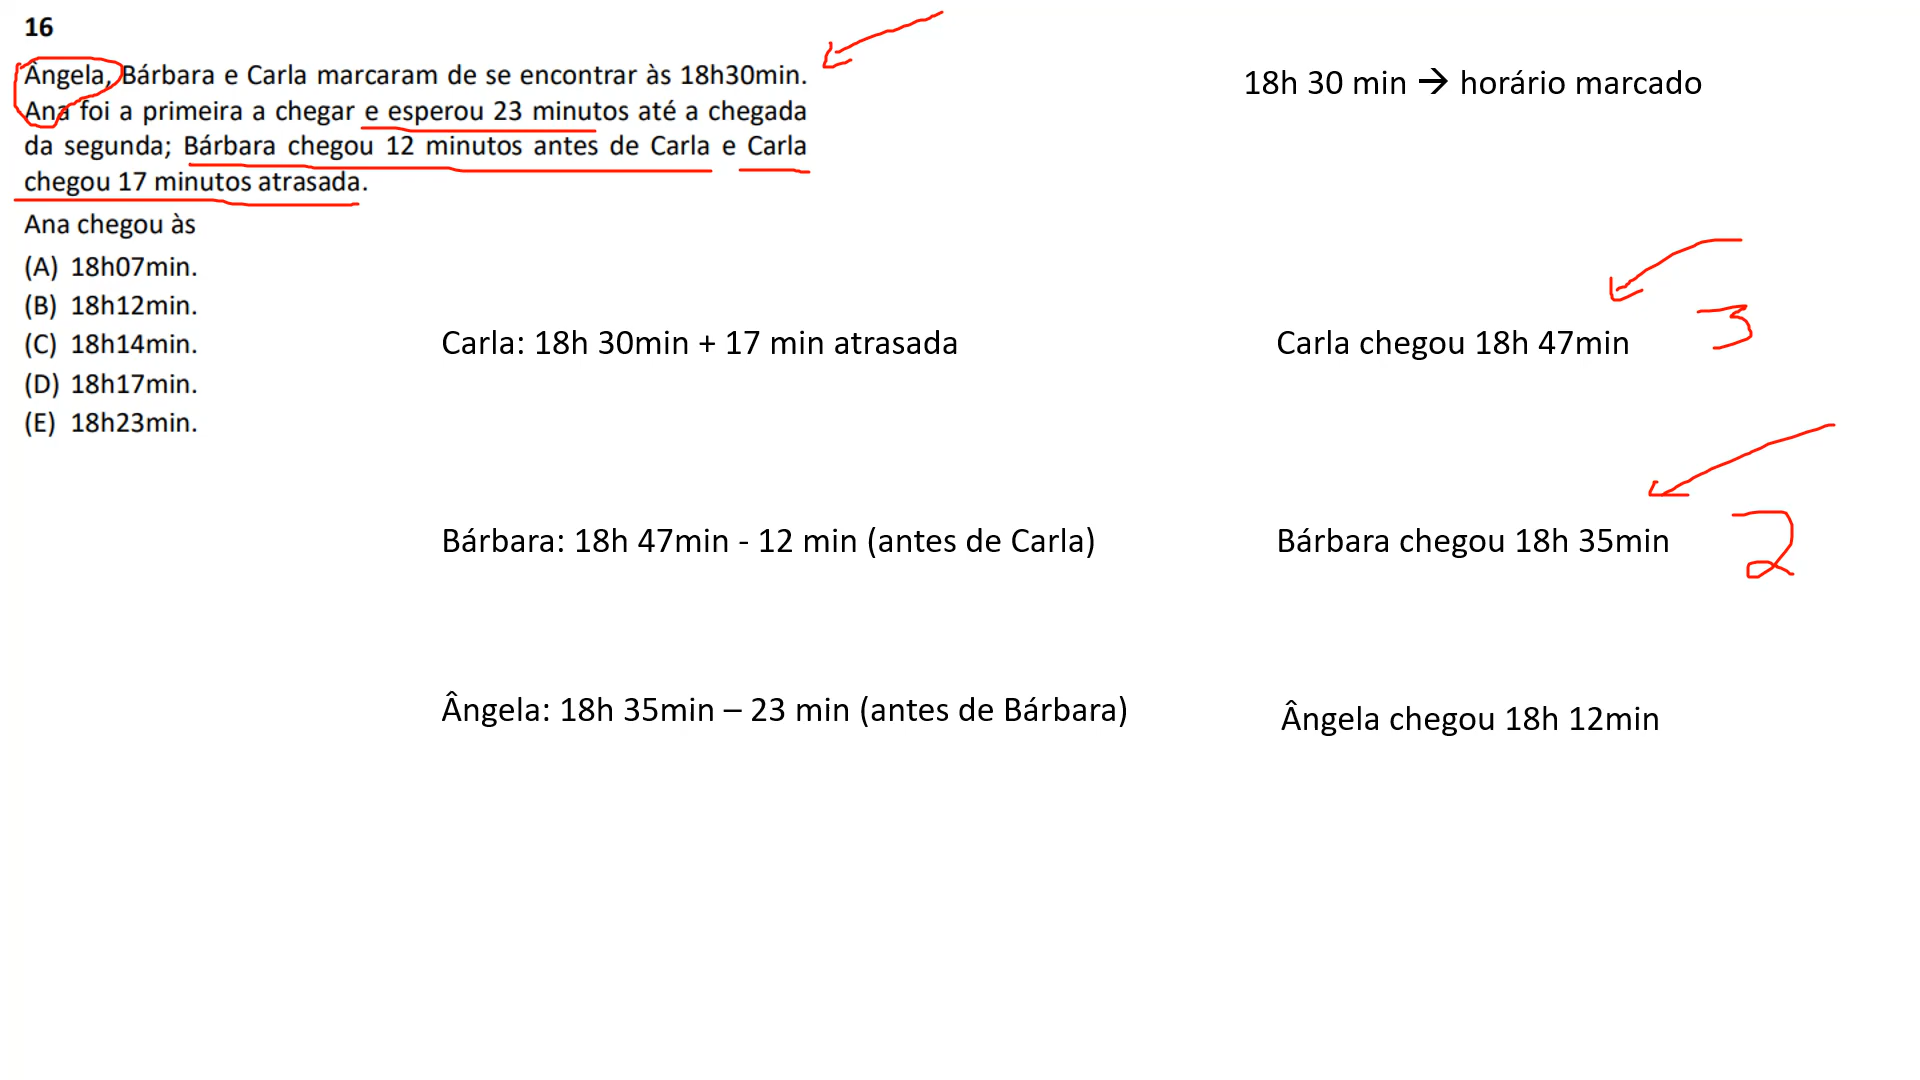 16
Ângela, Bárbara e Carla marcaram de se encontrar às 18h30min.
Ana foi a primeira a chegar e esperou 23 minutos até a chegada
da segunda; Bárbara chegou 12 minutos antes de Carla e Carla
chegou 17 minutos atrasada.
Ana chegou às
(A) 18h07min.
(B) 18h12min.
(C) 18h14min.
(D) 18h17min.
(E) 18h23min.
18h 30 min → horário marcado
Carla: 18h 30min + 17 min atrasada
Carla chegou 18h 47min
3
Bárbara: 18h 47min - 12 min (antes de Carla)
Bárbara chegou 18h 35min
2
Ângela: 18h 35min – 23 min (antes de Bárbara)
Ângela chegou 18h 12min